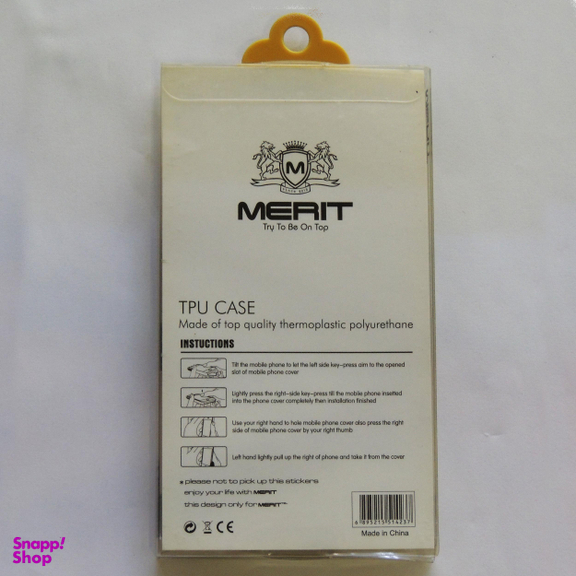 M
MERIT
Try To Be On Top
TPU CASE
Made of top quality thermoplastic polyurethane
INSTUCTIONS
Tilt the mobile phone to let the left side key-press aim to the opened
slot of mobile phone cover
Lightly press the right-side key-press till the mobile phone insetted
into the phone cover completely then installation finished
Use your right hand to hole mobile phone cover also press the right
side of mobile phone cover by your right thumb
Left hand lightly pull up the right of phone and take it from the cover
* please not to pick up this stickers
enjoy your life with MERIT
this design only for MERIT™
CE
Made in China
Snapp!
Shop